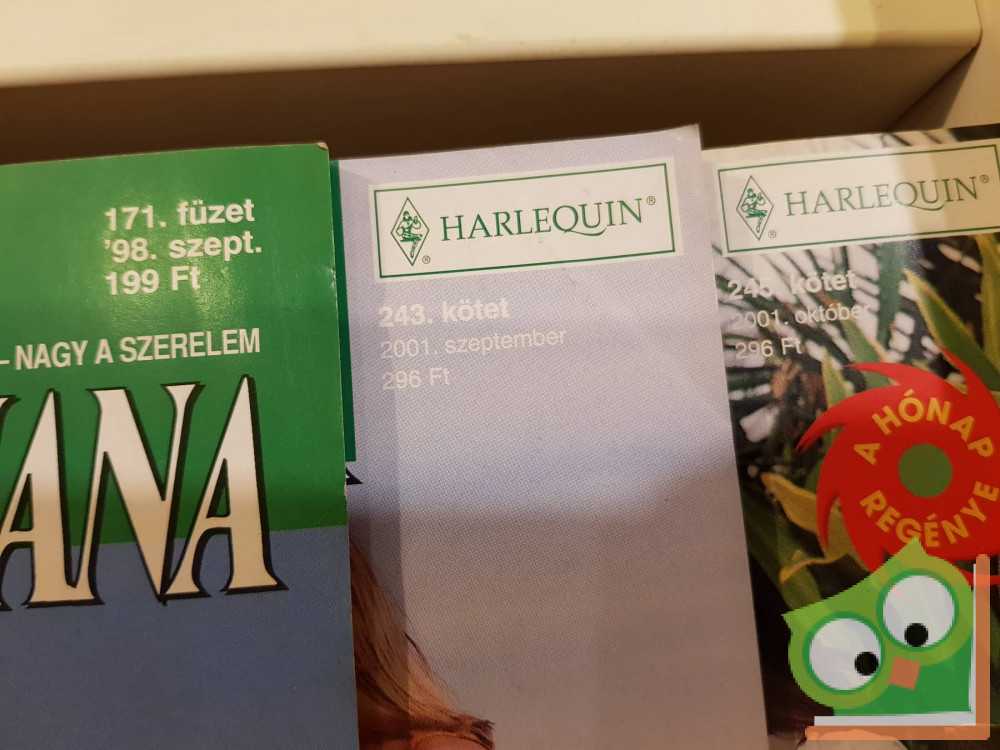 171. füzet
'98. szept.
199 Ft
– NAGY A SZERELEM
ANA
HARLEQUIN®
®
243. kötet
2001. szeptember
296 Ft
HARLEQUIN®
®
245. kötet
2001. október
296 Ft
A HÓNAP
REGÉNYE